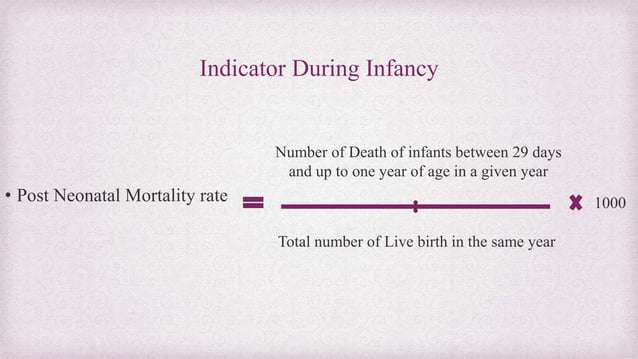 Indicator During Infancy
Number of Death of infants between 29 days
and up to one year of age in a given year
• Post Neonatal Mortality rate
1000
Total number of Live birth in the same year